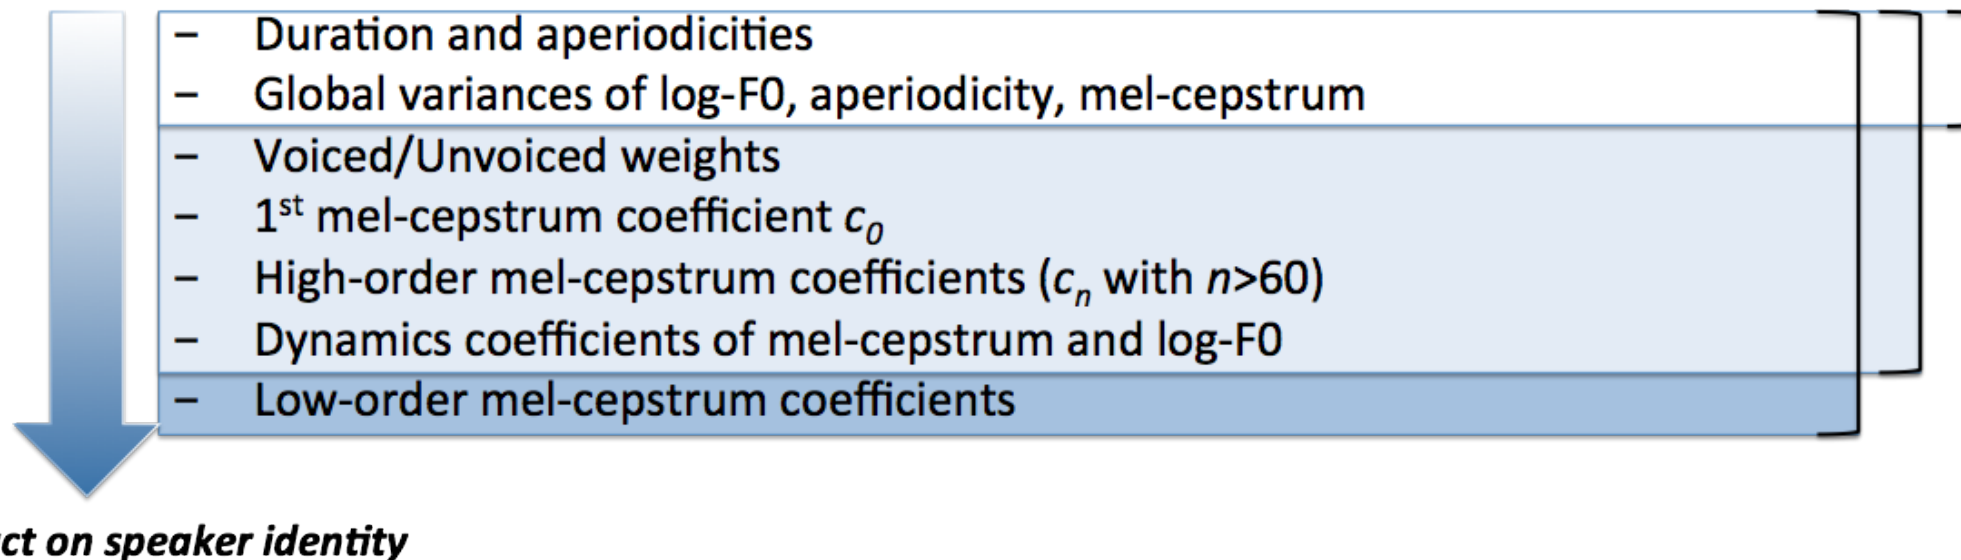 – Duration and aperiodicities
– Global variances of log-F0, aperiodicity, mel-cepstrum
– Voiced/Unvoiced weights
– 1st mel-cepstrum coefficient c0
– High-order mel-cepstrum coefficients (cn with n>60)
– Dynamics coefficients of mel-cepstrum and log-F0
– Low-order mel-cepstrum coefficients
on speaker identity